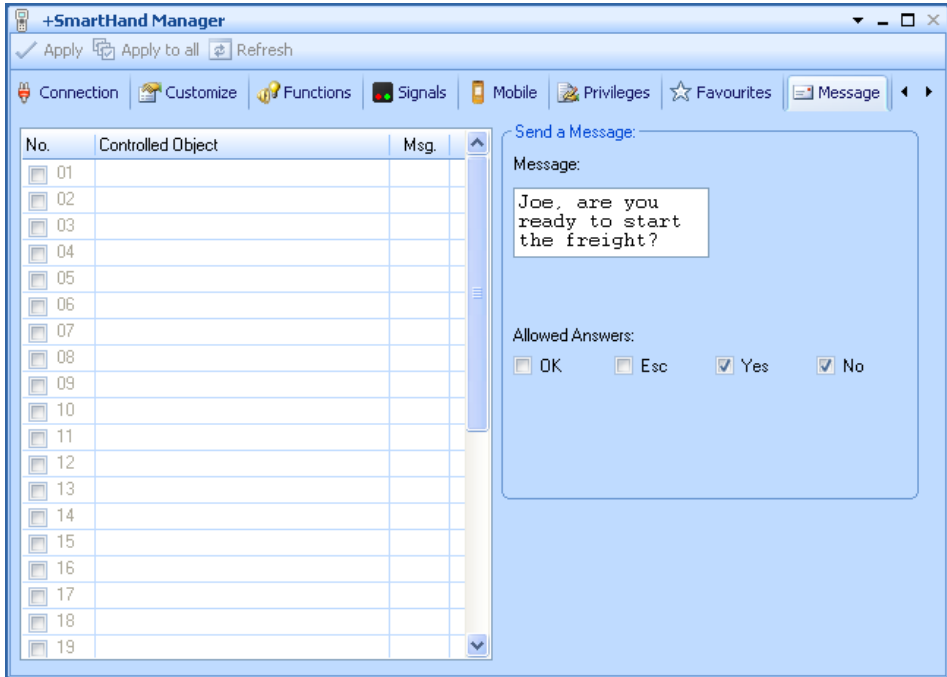 +SmartHand Manager
Apply Apply to all Refresh
Connection Customize Functions Signals Mobile Privileges Favourites Message
No. Controlled Object Msg.
01
02
03
04
05
06
07
08
09
10
11
12
13
14
15
16
17
18
19
Send a Message:
Message:
Joe, are you
ready to start
the freight?
Allowed Answers:
OK Esc Yes No